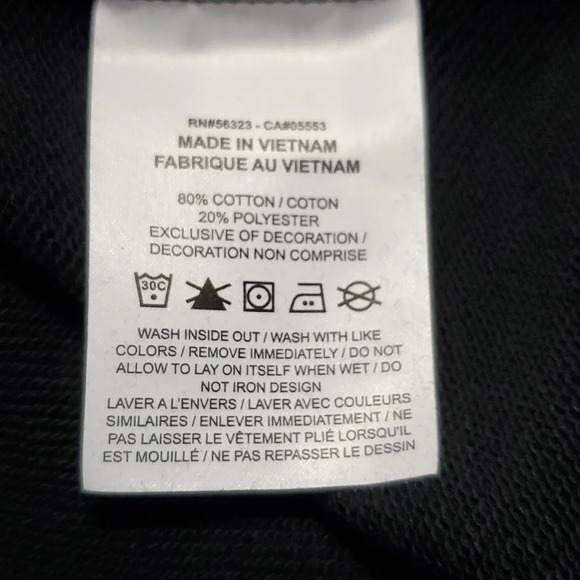 RN#56323 - CA#05553
MADE IN VIETNAM
FABRIQUE AU VIETNAM
80% COTTON / COTON
20% POLYESTER
EXCLUSIVE OF DECORATION /
DECORATION NON COMPRISE
30C
WASH INSIDE OUT / WASH WITH LIKE
COLORS / REMOVE IMMEDIATELY / DO NOT
ALLOW TO LAY ON ITSELF WHEN WET / DO
NOT IRON DESIGN
LAVER A L'ENVERS / LAVER AVEC COULEURS
SIMILAIRES / ENLEVER IMMEDIATEMENT / NE
PAS LAISSER LE VÊTEMENT PLIÉ LORSQU'IL
EST MOUILLÉ / NE PAS REPASSER LE DESSIN